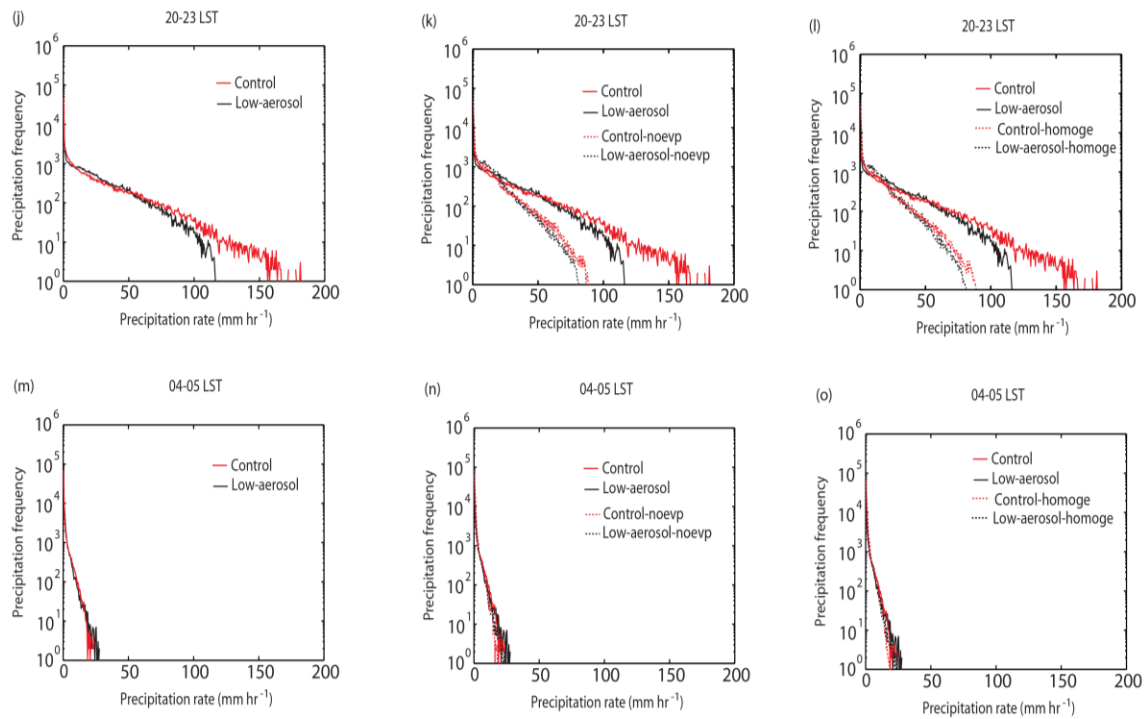 (j)
20-23 LST
10^6
10^5
10^4
10^3
10^2
10^1
10^0
Precipitation frequency
Control
Low-aerosol
0 50 100 150 200
Precipitation rate (mm hr^-1)
(k)
20-23 LST
10^6
10^5
10^4
10^3
10^2
10^1
10^0
Precipitation frequency
Control
Low-aerosol
Control-noevp
Low-aerosol-noevp
0 50 100 150 200
Precipitation rate (mm hr^-1)
(l)
20-23 LST
10^6
10^5
10^4
10^3
10^2
10^1
10^0
Precipitation frequency
Control
Low-aerosol
Control-homoge
Low-aerosol-homoge
0 50 100 150 200
Precipitation rate (mm hr^-1)
(m)
04-05 LST
10^6
10^5
10^4
10^3
10^2
10^1
10^0
Precipitation frequency
Control
Low-aerosol
0 50 100 150 200
Precipitation rate (mm hr^-1)
(n)
04-05 LST
10^6
10^5
10^4
10^3
10^2
10^1
10^0
Precipitation frequency
Control
Low-aerosol
Control-noevp
Low-aerosol-noevp
0 50 100 150 200
Precipitation rate (mm hr^-1)
(o)
04-05 LST
10^6
10^5
10^4
10^3
10^2
10^1
10^0
Precipitation frequency
Control
Low-aerosol
Control-homoge
Low-aerosol-homoge
0 50 100 150 200
Precipitation rate (mm hr^-1)